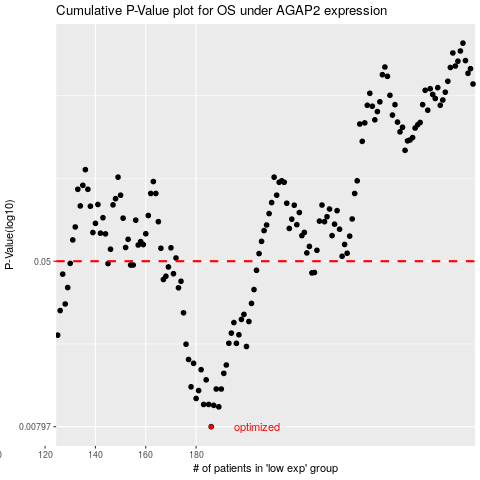 Cumulative P-Value plot for OS under AGAP2 expression
P-Value(log10)
0.05
0.00797
optimized
0 120 140 160 180
# of patients in 'low exp' group